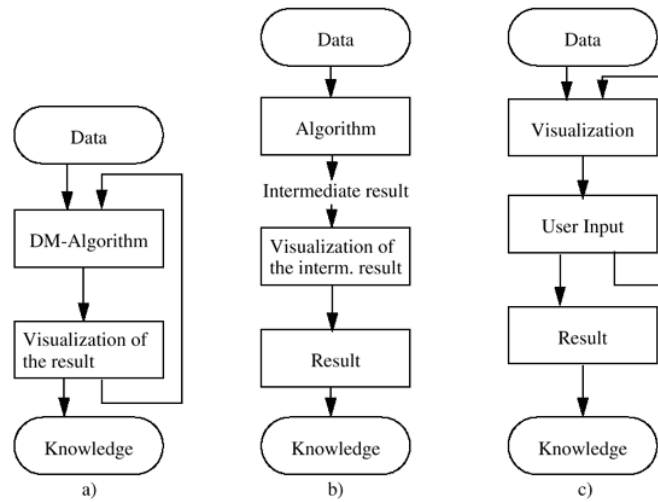 Data
DM-Algorithm
Visualization of
the result
Knowledge
a)
Data
Algorithm
Intermediate result
Visualization of
the interm. result
Result
Knowledge
b)
Data
Visualization
User Input
Result
Knowledge
c)